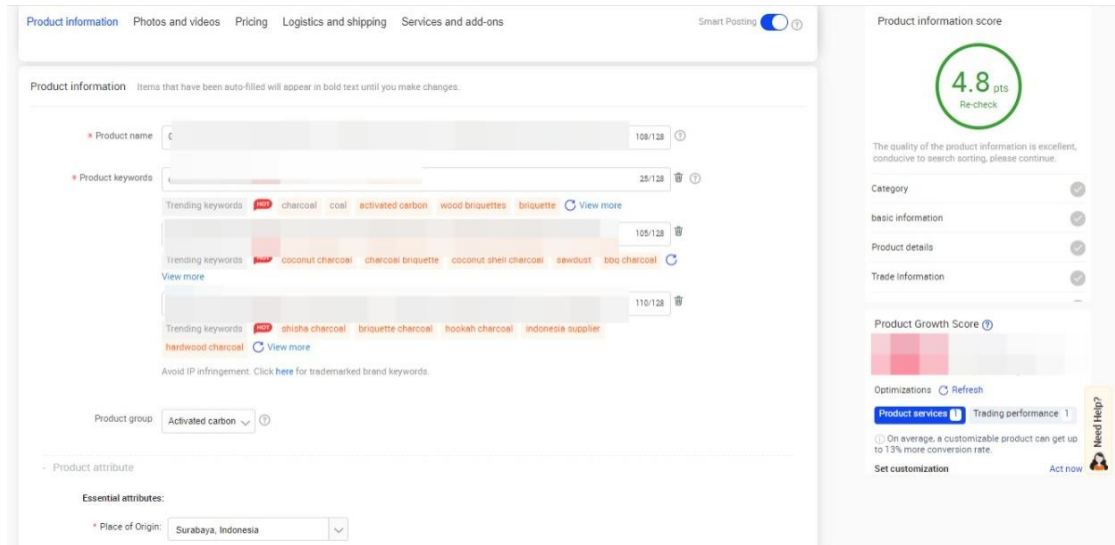 Product information Photos and videos Pricing Logistics and shipping Services and add-ons Smart Posting
Product information Items that have been auto-filled will appear in bold text until you make changes.
* Product name 108/128
* Product keywords 25/128
Trending keywords HOT charcoal coal activated carbon wood briquettes briquette View more
105/128
Trending keywords HOT coconut charcoal charcoal briquette coconut shell charcoal sawdust bbq charcoal
View more
110/128
Trending keywords HOT shisha charcoal briquette charcoal hookah charcoal indonesia supplier
hardwood charcoal View more
Avoid IP infringement. Click here for trademarked brand keywords.
Product group Activated carbon
- Product attribute
Essential attributes:
* Place of Origin: Surabaya, Indonesia
Product information score
4.8 pts
Re-check
The quality of the product information is excellent,
conducive to search sorting, please continue.
Category
basic information
Product details
Trade Information
Product Growth Score
Optimizations Refresh
Product services 1 Trading performance 1
On average, a customizable product can get up
to 13% more conversion rate.
Set customization Act now
Need Help?